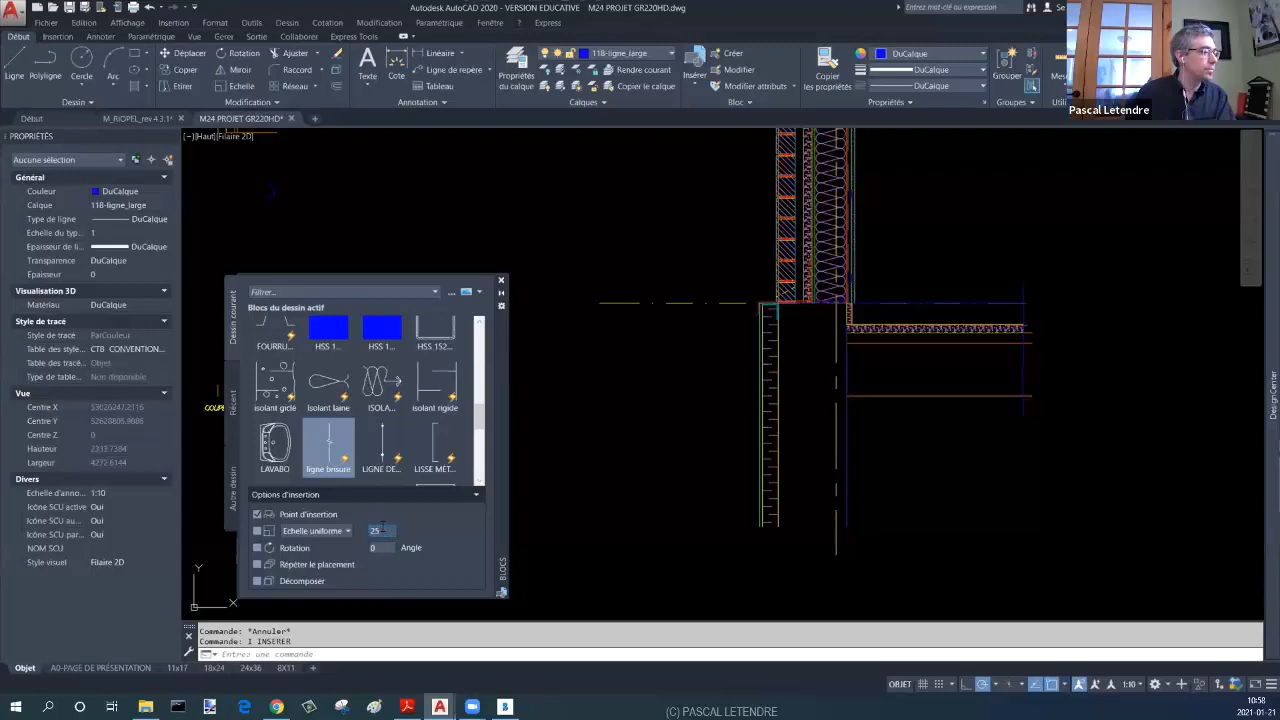 Autodesk AutoCAD 2020 - VERSION EDUCATIVE M24 PROJET GR220HD.dwg
Entrez mot-clé ou expression
Fichier Edition Affichage Insertion Format Outils Dessin Cotation Modification Paramétrique Fenêtre ? Express
Début Insertion Annoter Paramétrique Vue Gérer Sortie Collaborer Express Tools
Ligne Polyligne Cercle Arc
Déplacer Rotation Ajuster
Copier Miroir Raccord
Etirer Echelle Réseau
Texte Cote
Linéaire
Ligne de repère
Tableau
Propriétés du calque
118-ligne_large
Rendre courant
Copier le calque
Insérer
Créer
Modifier
Modifier attributs
Copier les propriétés
DuCalque
DuCalque
DuCalque
Grouper
Dessin Modification Annotation Calques Bloc Propriétés Groupes
Pascal Letendre
Début M_RIOPEL_rev.4.3.1* M24 PROJET GR220HD*
PROPRIÉTÉS
[−][Haut][Filaire 2D]
Aucune sélection
Général
Couleur DuCalque
Calque 118-ligne_large
Type de ligne DuCalque
Echelle du type 1
Style de tracé DuCalque
Epaisseur de li DuCalque
Transparence DuCalque
Epaisseur 0
Visualisation 3D
Matériau DuCalque
Style de tracé
Style de tracé ParCouleur
Table des style... CTB CONVENTION...
Table des tracé... Objet
Type de table... Non disponible
Vue
Centre X
Centre Y
Centre Z 0
Hauteur 2333.7384
Largeur 4272.6144
Divers
Echelle d'anno... 1:10
Icône SCU active Oui
Icône SCU au... Oui
Icône SCU par... Oui
NOM SCU
Style visuel Filaire 2D
Filtrer...
Blocs du dessin actif
Dessin courant
Récent
Autre dessin
FOURRU... HSS 1... HSS 1... HSS 152...
isolant giclé isolant laine ISOLA... isolant rigide
LAVABO ligne brisure LIGNE DE... LISSE MÉT...
Options d'insertion
Point d'insertion
Echelle uniforme 25
Rotation 0 Angle
Répéter le placement
Décomposer
BLOCS
DesignCenter
Y
X
Commande: *Annuler*
Commande: I INSERER
Entrez une commande
Objet A0-PAGE DE PRÉSENTATION 11x17 18x24 24x36 8X11
OBJET 1:10
10:58
2021-01-21
(C) PASCAL LETENDRE